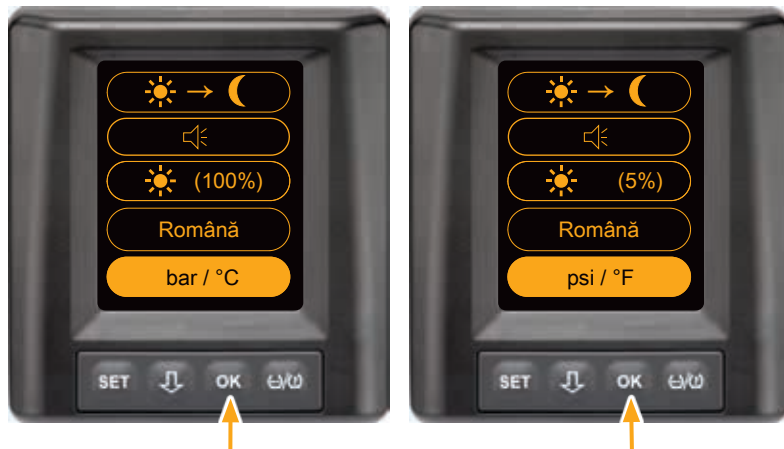 (100%)
Română
bar / °C
SET OK
(5%)
Română
psi / °F
SET OK